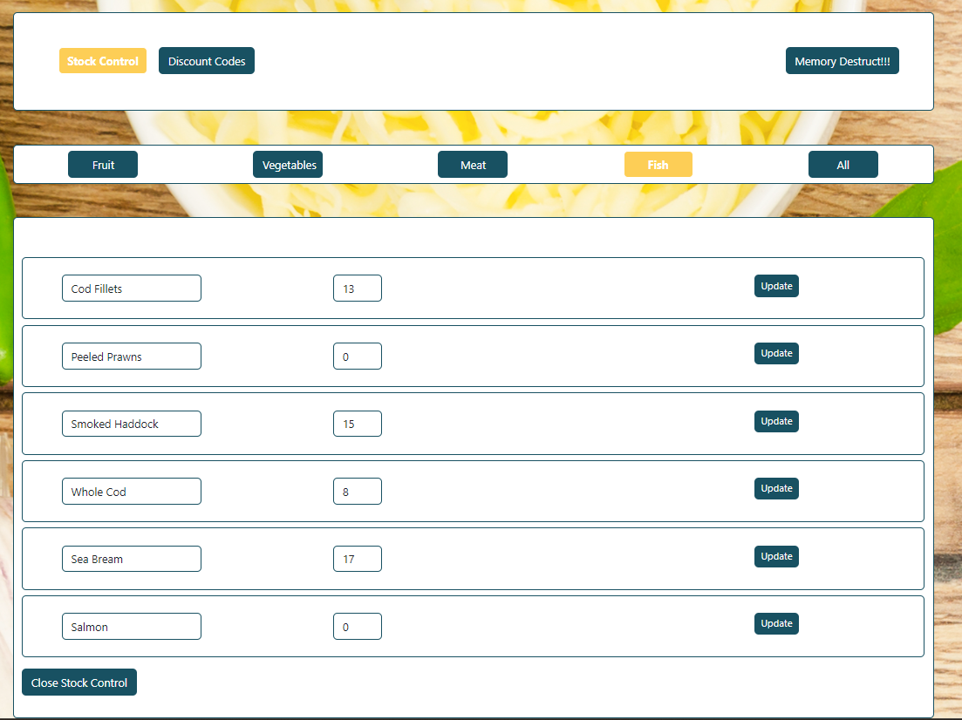 Stock Control Discount Codes Memory Destruct!!!
Fruit Vegetables Meat Fish All
Cod Fillets 13 Update
Peeled Prawns 0 Update
Smoked Haddock 15 Update
Whole Cod 8 Update
Sea Bream 17 Update
Salmon 0 Update
Close Stock Control